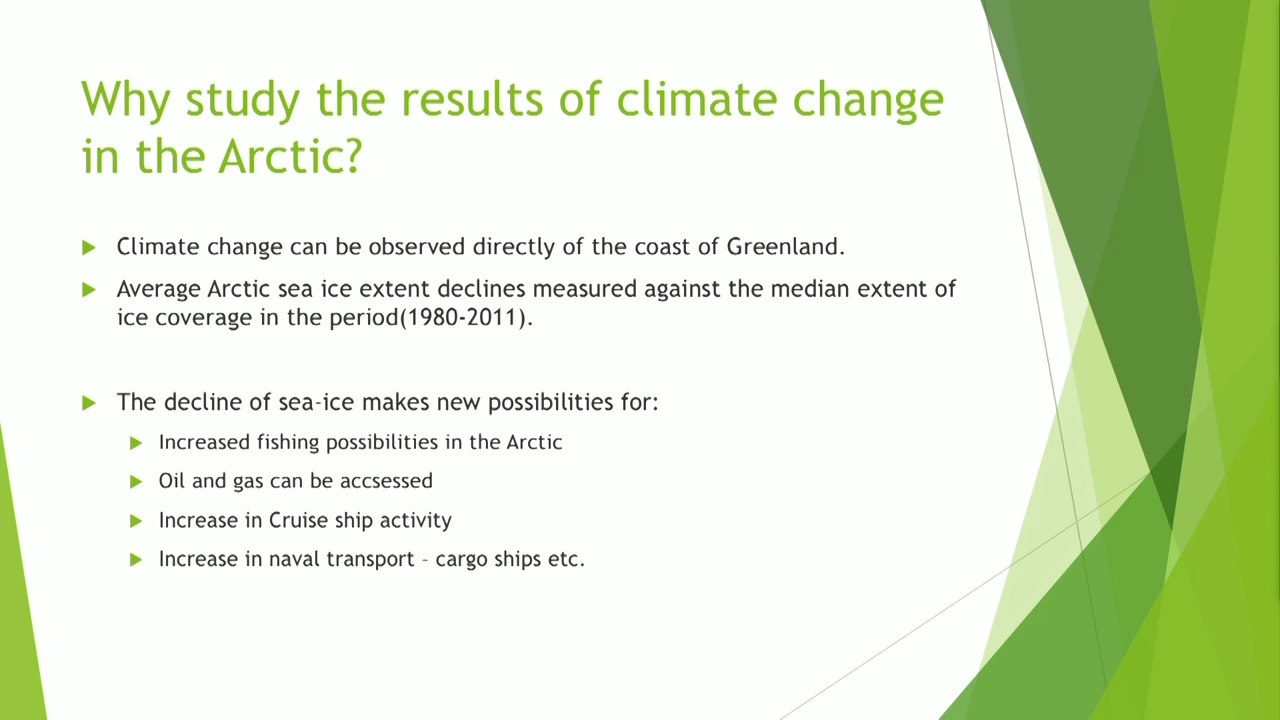 Why study the results of climate change
in the Arctic?
Climate change can be observed directly of the coast of Greenland.
Average Arctic sea ice extent declines measured against the median extent of
ice coverage in the period(1980-2011).
The decline of sea-ice makes new possibilities for:
Increased fishing possibilities in the Arctic
Oil and gas can be accsessed
Increase in Cruise ship activity
Increase in naval transport – cargo ships etc.